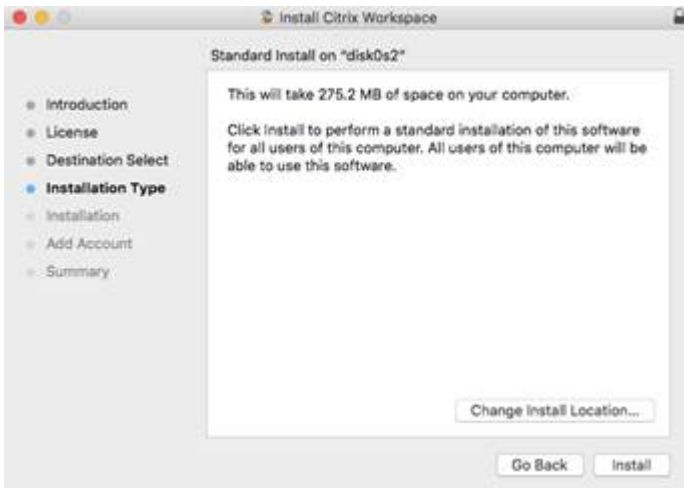 Install Citrix Workspace
Standard Install on "disk0s2"
Introduction
License
Destination Select
Installation Type
Installation
Add Account
Summary
This will take 275.2 MB of space on your computer.
Click Install to perform a standard installation of this software
for all users of this computer. All users of this computer will be
able to use this software.
Change Install Location...
Go Back
Install